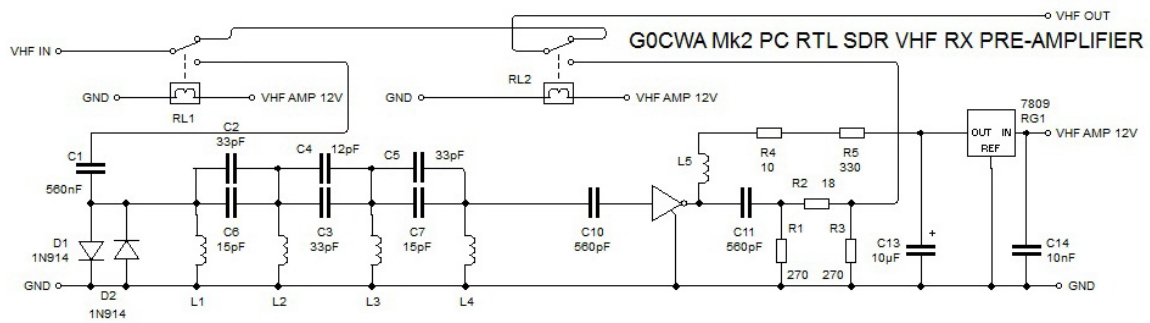 VHF OUT
VHF IN
G0CWA Mk2 PC RTL SDR VHF RX PRE-AMPLIFIER
RL2
GND
VHF AMP 12V
GND
VHF AMP 12V
RL1
7809
RG1
C2
33pF
C4
12pF
C5
33pF
OUT IN
REF
VHF AMP 12V
C1
560nF
L5
R4
10
R5
330
R2
18
C6
15pF
C3
33pF
C7
15pF
C10
560pF
C11
560pF
R1
270
R3
270
D1
1N914
C13
10µF
+
C14
10nF
GND
D2
1N914
L1
L2
L3
L4
GND